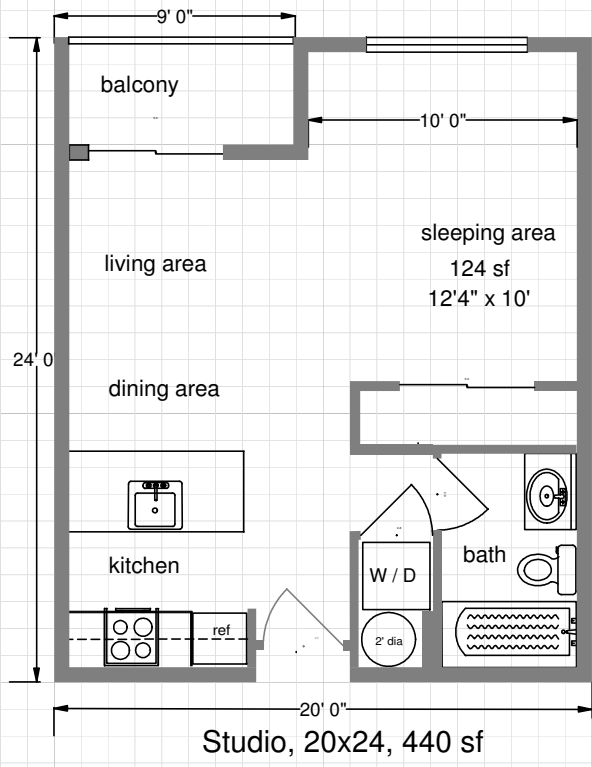 9' 0"
balcony
10' 0"
sleeping area
124 sf
12'4" x 10'
living area
24' 0
dining area
kitchen
bath
W / D
ref
2' dia
20' 0"
Studio, 20x24, 440 sf